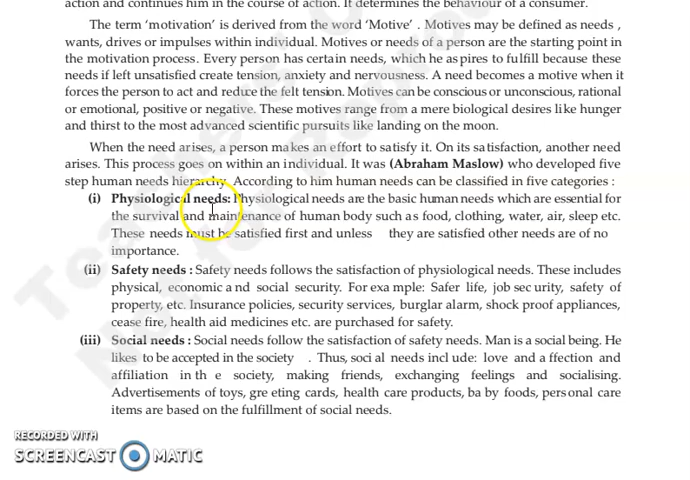 action and continues him in the course of action. It determines the behaviour of a consumer.
The term ‘motivation’ is derived from the word ‘Motive’ . Motives may be defined as needs ,
wants, drives or impulses within individual. Motives or needs of a person are the starting point in
the motivation process. Every person has certain needs, which he aspires to fulfill because these
needs if left unsatisfied create tension, anxiety and nervousness. A need becomes a motive when it
forces the person to act and reduce the felt tension. Motives can be conscious or unconscious, rational
or emotional, positive or negative. These motives range from a mere biological desires like hunger
and thirst to the most advanced scientific pursuits like landing on the moon.
When the need arises, a person makes an effort to satisfy it. On its satisfaction, another need
arises. This process goes on within an individual. It was (Abraham Maslow) who developed five
step human needs hierarchy. According to him human needs can be classified in five categories :
(i) Physiological needs: Physiological needs are the basic human needs which are essential for
the survival and maintenance of human body such as food, clothing, water, air, sleep etc.
These needs must be satisfied first and unless they are satisfied other needs are of no
importance.
(ii) Safety needs : Safety needs follows the satisfaction of physiological needs. These includes
physical, economic a nd social security. For exa mple: Safer life, job sec urity, safety of
property, etc. Insurance policies, security services, burglar alarm, shock proof appliances,
cease fire, health aid medicines etc. are purchased for safety.
(iii) Social needs : Social needs follow the satisfaction of safety needs. Man is a social being. He
likes to be accepted in the society . Thus, soci al needs incl ude: love and a ffection and
affiliation in th e society, making friends, exchanging feelings and socialising.
Advertisements of toys, gre eting cards, health care products, ba by foods, personal care
items are based on the fulfillment of social needs.
RECORDED WITH
SCREENCAST MATIC